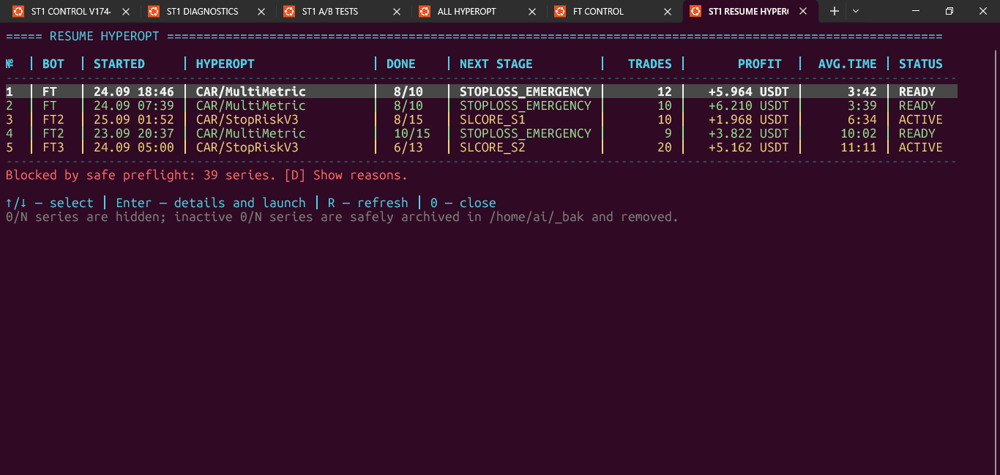 ST1 CONTROL V174- ST1 DIAGNOSTICS ST1 A/B TESTS ALL HYPEROPT FT CONTROL ST1 RESUME HYPER
===== RESUME HYPEROPT ==========================================================================================================
№ | BOT | STARTED | HYPEROPT | DONE | NEXT STAGE | TRADES | PROFIT | AVG.TIME | STATUS
----------------------------------------------------------------------------------------------------------------------------------
1 | FT | 24.09 18:46 | CAR/MultiMetric | 8/10 | STOPLOSS_EMERGENCY | 12 | +5.964 USDT | 3:42 | READY
2 | FT | 24.09 07:39 | CAR/MultiMetric | 8/10 | STOPLOSS_EMERGENCY | 10 | +6.210 USDT | 3:39 | READY
3 | FT2 | 25.09 01:52 | CAR/StopRiskV3 | 8/15 | SLCORE_S1 | 10 | +1.968 USDT | 6:34 | ACTIVE
4 | FT2 | 23.09 20:37 | CAR/MultiMetric | 10/15 | STOPLOSS_EMERGENCY | 9 | +3.822 USDT | 10:02 | READY
5 | FT3 | 24.09 05:00 | CAR/StopRiskV3 | 6/13 | SLCORE_S2 | 20 | +5.162 USDT | 11:11 | ACTIVE
----------------------------------------------------------------------------------------------------------------------------------
Blocked by safe preflight: 39 series. [D] Show reasons.
↑/↓ — select | Enter — details and launch | R — refresh | 0 — close
0/N series are hidden; inactive 0/N series are safely archived in /home/ai/_bak and removed.